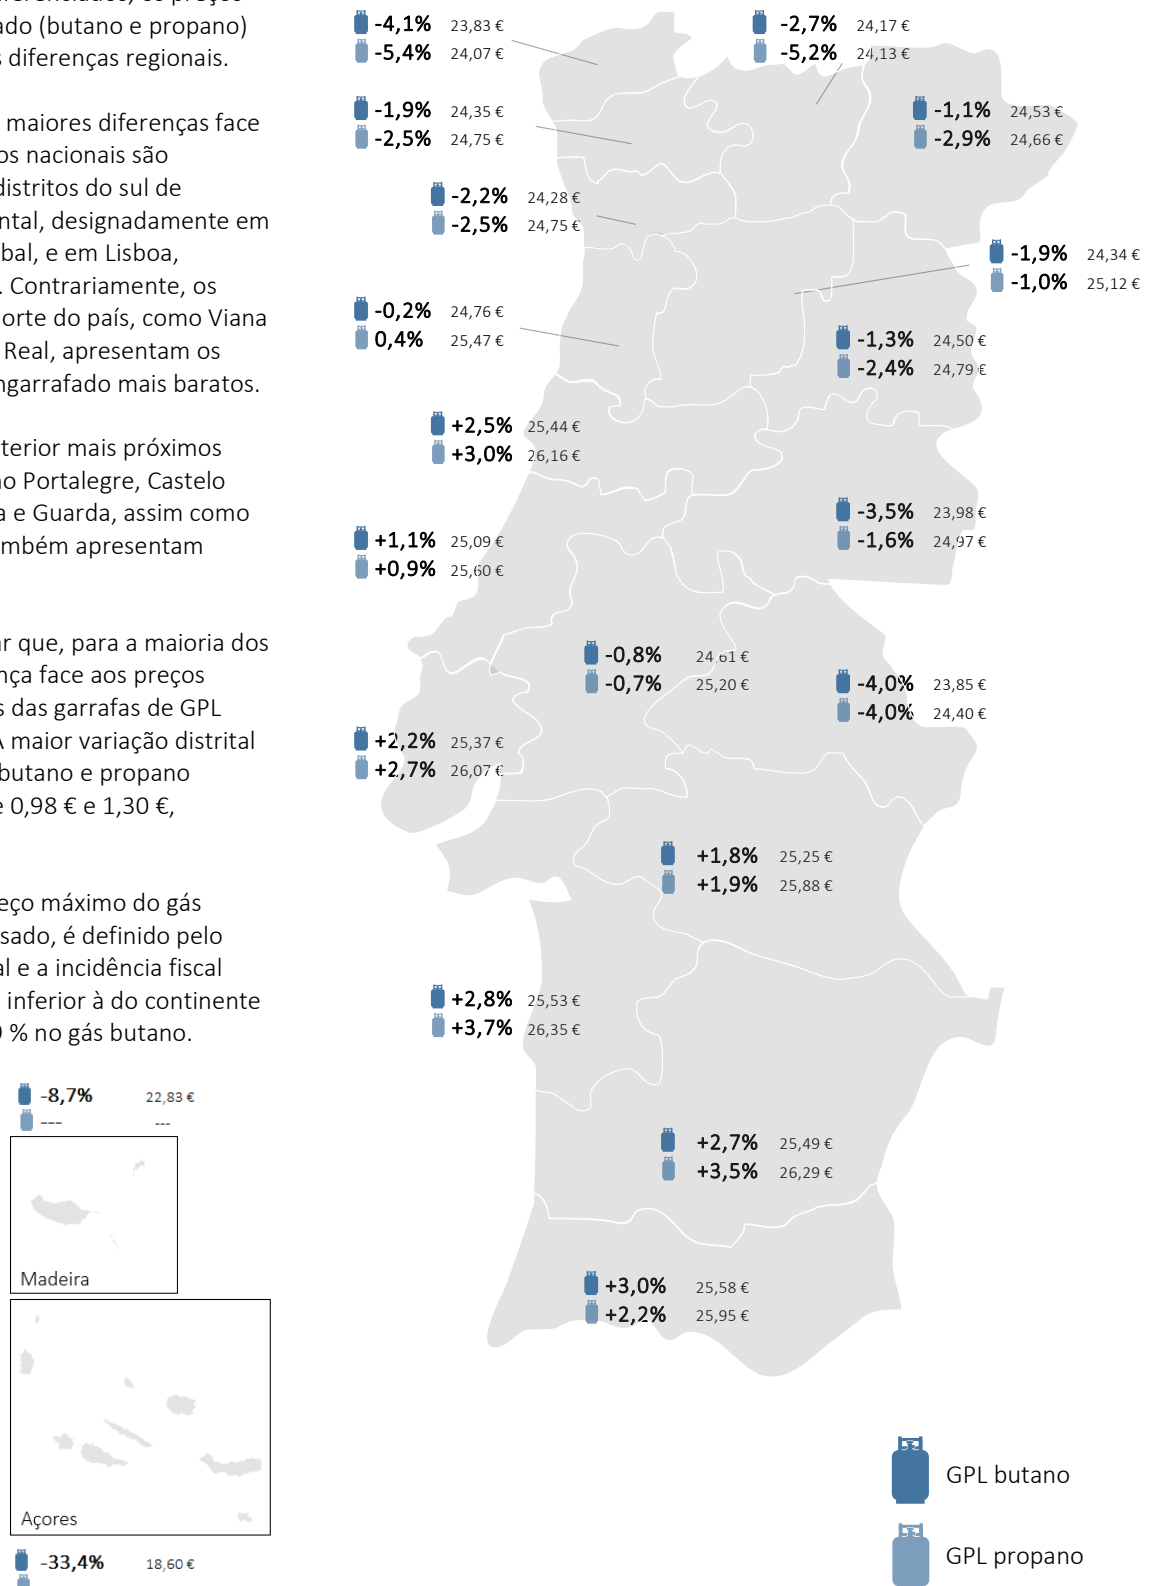 ado (butano e propano)
s diferenças regionais.
maiores diferenças face
os nacionais são
distritos do sul de
ental, designadamente em
bal, e em Lisboa,
. Contrariamente, os
orte do país, como Viana
Real, apresentam os
ngarrafado mais baratos.
terior mais próximos
no Portalegre, Castelo
a e Guarda, assim como
ambém apresentam
ar que, para a maioria dos
nça face aos preços
s das garrafas de GPL
A maior variação distrital
butano e propano
e 0,98 € e 1,30 €,
eço máximo do gás
sado, é definido pelo
al e a incidência fiscal
inferior à do continente
9 % no gás butano.
-4,1% 23,83 €
-5,4% 24,07 €
-2,7% 24,17 €
-5,2% 24,13 €
-1,9% 24,35 €
-2,5% 24,75 €
-1,1% 24,53 €
-2,9% 24,66 €
-2,2% 24,28 €
-2,5% 24,75 €
-1,9% 24,34 €
-1,0% 25,12 €
-0,2% 24,76 €
0,4% 25,47 €
-1,3% 24,50 €
-2,4% 24,79 €
+2,5% 25,44 €
+3,0% 26,16 €
-3,5% 23,98 €
-1,6% 24,97 €
+1,1% 25,09 €
+0,9% 25,60 €
-0,8% 24,61 €
-0,7% 25,20 €
-4,0% 23,85 €
-4,0% 24,40 €
+2,2% 25,37 €
+2,7% 26,07 €
+1,8% 25,25 €
+1,9% 25,88 €
+2,8% 25,53 €
+3,7% 26,35 €
+2,7% 25,49 €
+3,5% 26,29 €
+3,0% 25,58 €
+2,2% 25,95 €
-8,7% 22,83 €
--- ---
Madeira
Açores
-33,4% 18,60 €
GPL butano
GPL propano